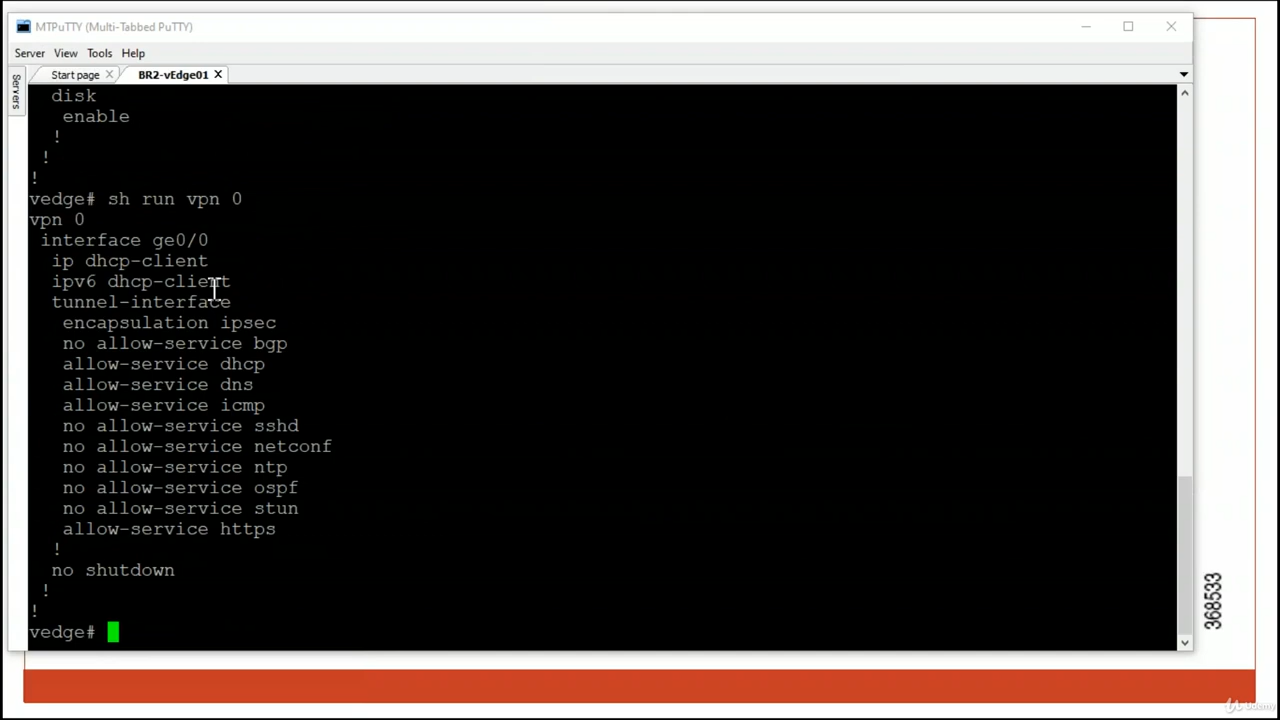 MTPuTTY (Multi-Tabbed PuTTY)
Server View Tools Help
Servers
Start page BR2-vEdge01
disk
enable
!
!
!
vedge# sh run vpn 0
vpn 0
interface ge0/0
ip dhcp-client
ipv6 dhcp-client
tunnel-interface
encapsulation ipsec
no allow-service bgp
allow-service dhcp
allow-service dns
allow-service icmp
no allow-service sshd
no allow-service netconf
no allow-service ntp
no allow-service ospf
no allow-service stun
allow-service https
!
no shutdown
!
!
vedge#
368533
Udemy